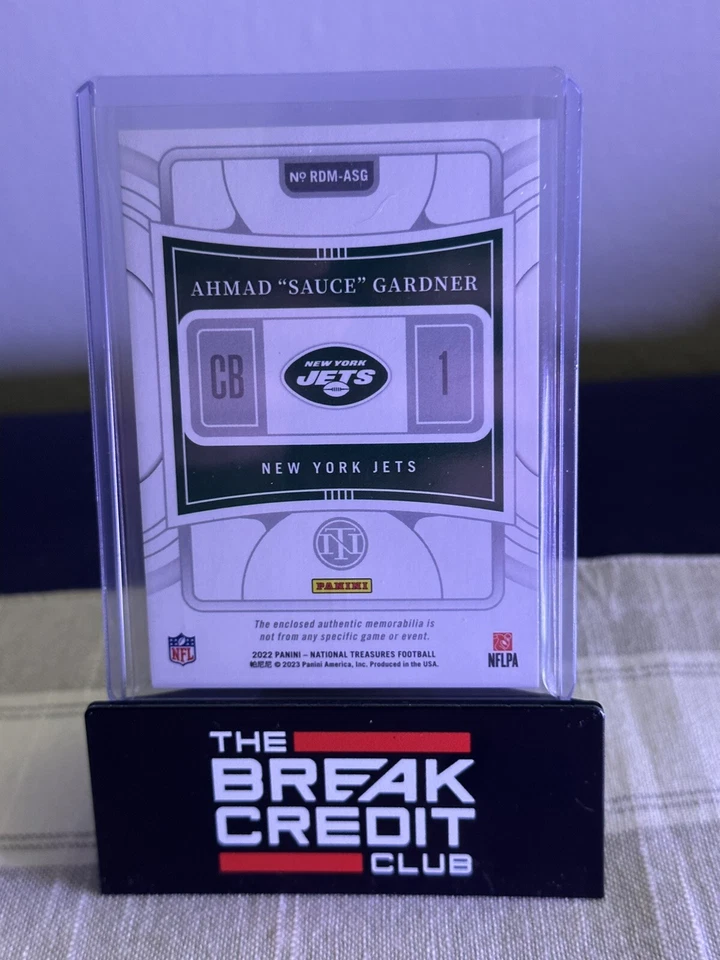 Nº RDM-ASG
AHMAD “SAUCE” GARDNER
CB
NEW YORK
JETS
1
NEW YORK JETS
NT
PANINI
The enclosed authentic memorabilia is
not from any specific game or event.
2022 PANINI – NATIONAL TREASURES FOOTBALL
帕尼尼 © 2023 Panini America, Inc. Produced in the USA.
NFL
NFLPA
THE
BREAK
CREDIT
CLUB